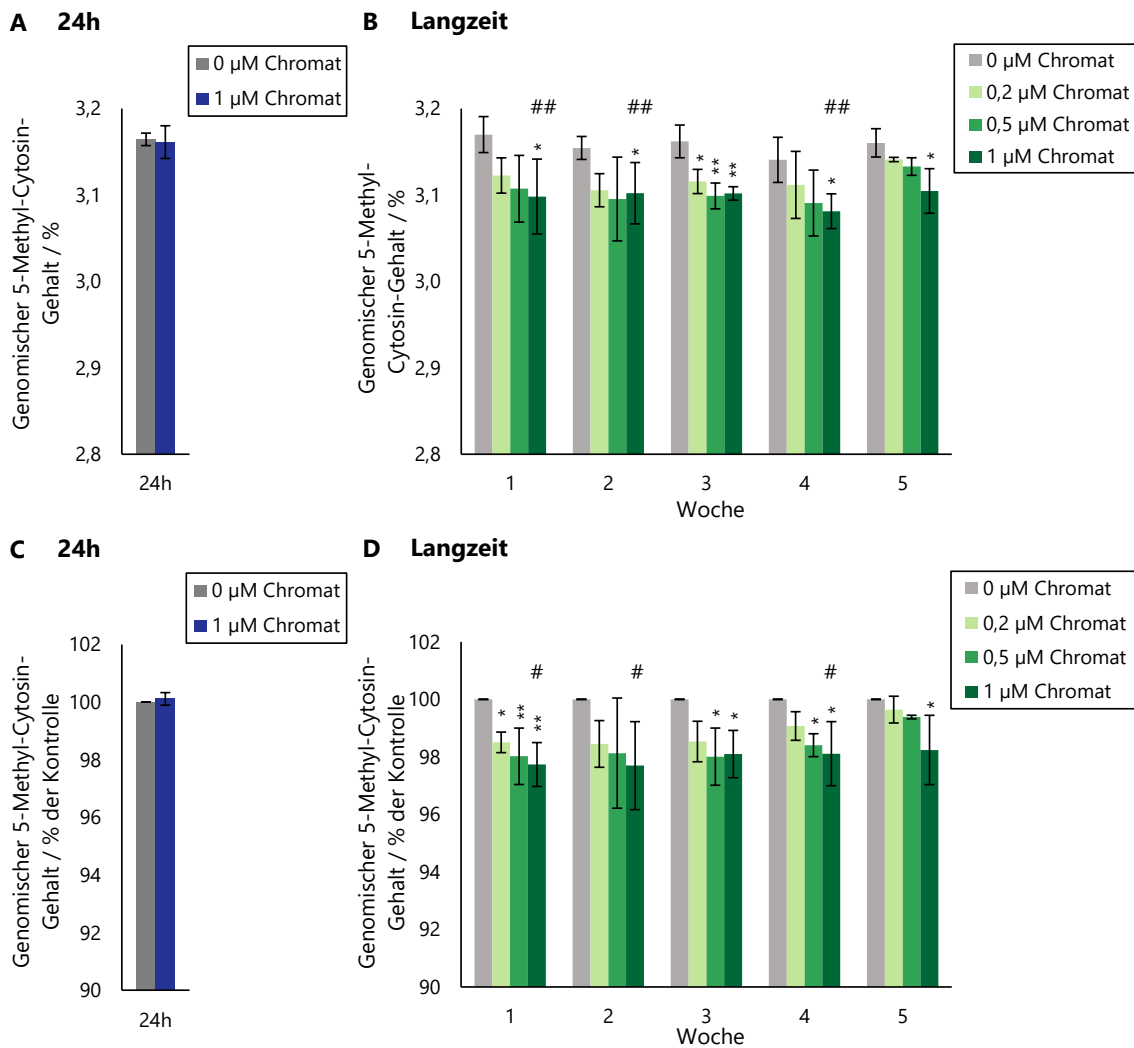 A 24h
0 µM Chromat
1 µM Chromat
Genomischer 5-Methyl-Cytosin-
Gehalt / %
3,2
3,1
3,0
2,9
2,8
24h
B Langzeit
0 µM Chromat
0,2 µM Chromat
0,5 µM Chromat
1 µM Chromat
Genomischer 5-Methyl-
Cytosin-Gehalt / %
3,2
3,1
3,0
2,9
2,8
## ## ##
* * * ** ** * *
1 2 3 4 5
Woche
C 24h
0 µM Chromat
1 µM Chromat
Genomischer 5-Methyl-Cytosin-
Gehalt / % der Kontrolle
102
100
98
96
94
92
90
24h
D Langzeit
0 µM Chromat
0,2 µM Chromat
0,5 µM Chromat
1 µM Chromat
Genomischer 5-Methyl-Cytosin-
Gehalt / % der Kontrolle
102
100
98
96
94
92
90
# # #
* ** ** * * * * *
1 2 3 4 5
Woche